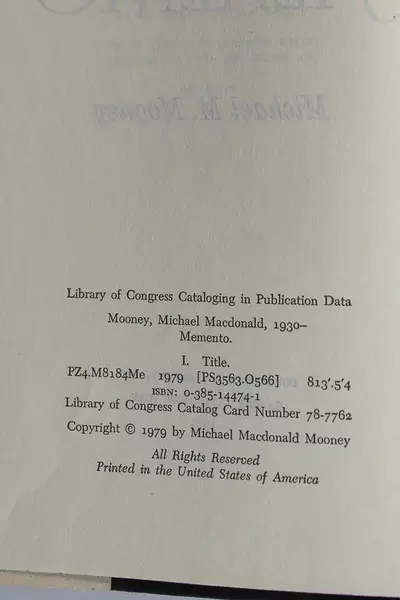 Library of Congress Cataloging in Publication Data
Mooney, Michael Macdonald, 1930–
Memento.
I. Title.
PZ4.M8184Me 1979 [PS3563.O566] 813'.5'4
ISBN: 0-385-14474-1
Library of Congress Catalog Card Number 78-7762
Copyright © 1979 by Michael Macdonald Mooney
All Rights Reserved
Printed in the United States of America